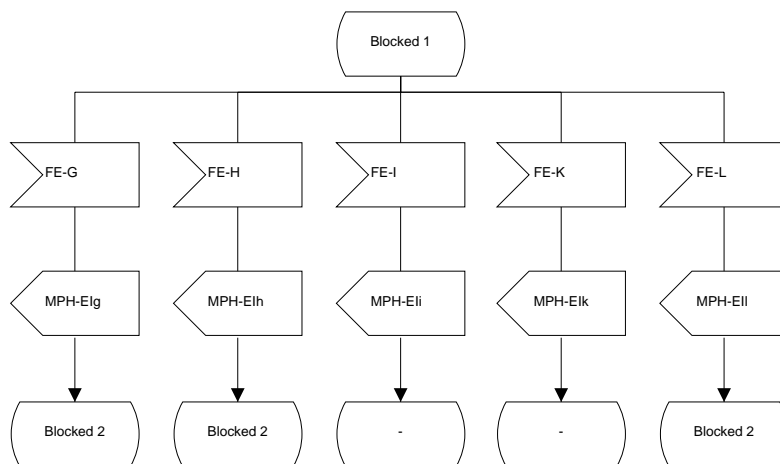 Blocked 1
FE-G
FE-H
FE-I
FE-K
FE-L
MPH-EIg
MPH-EIh
MPH-EIi
MPH-EIk
MPH-EIl
Blocked 2
Blocked 2
-
-
Blocked 2